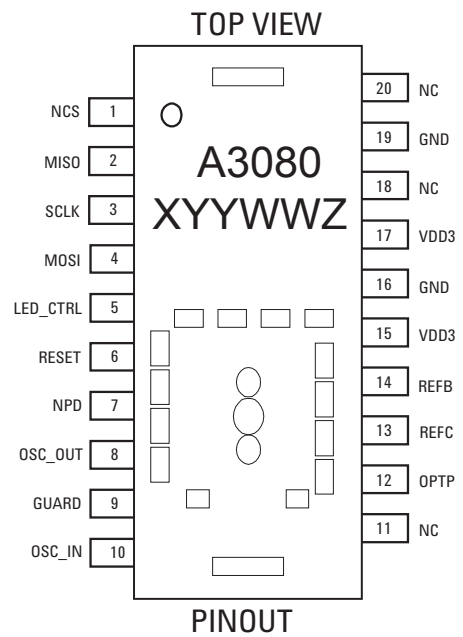 TOP VIEW
NCS 1
MISO 2
SCLK 3
MOSI 4
LED_CTRL 5
RESET 6
NPD 7
OSC_OUT 8
GUARD 9
OSC_IN 10
A3080
XYYWWZ
20 NC
19 GND
18 NC
17 VDD3
16 GND
15 VDD3
14 REFB
13 REFC
12 OPTP
11 NC
PINOUT